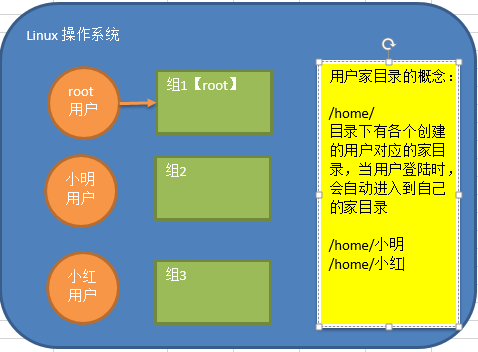 Linux 操作系统
root
用户
组1【root】
小明
用户
组2
小红
用户
组3
用户家目录的概念：
/home/
目录下有各个创建
的用户对应的家目
录，当用户登陆时，
会自动进入到自己
的家目录
/home/小明
/home/小红